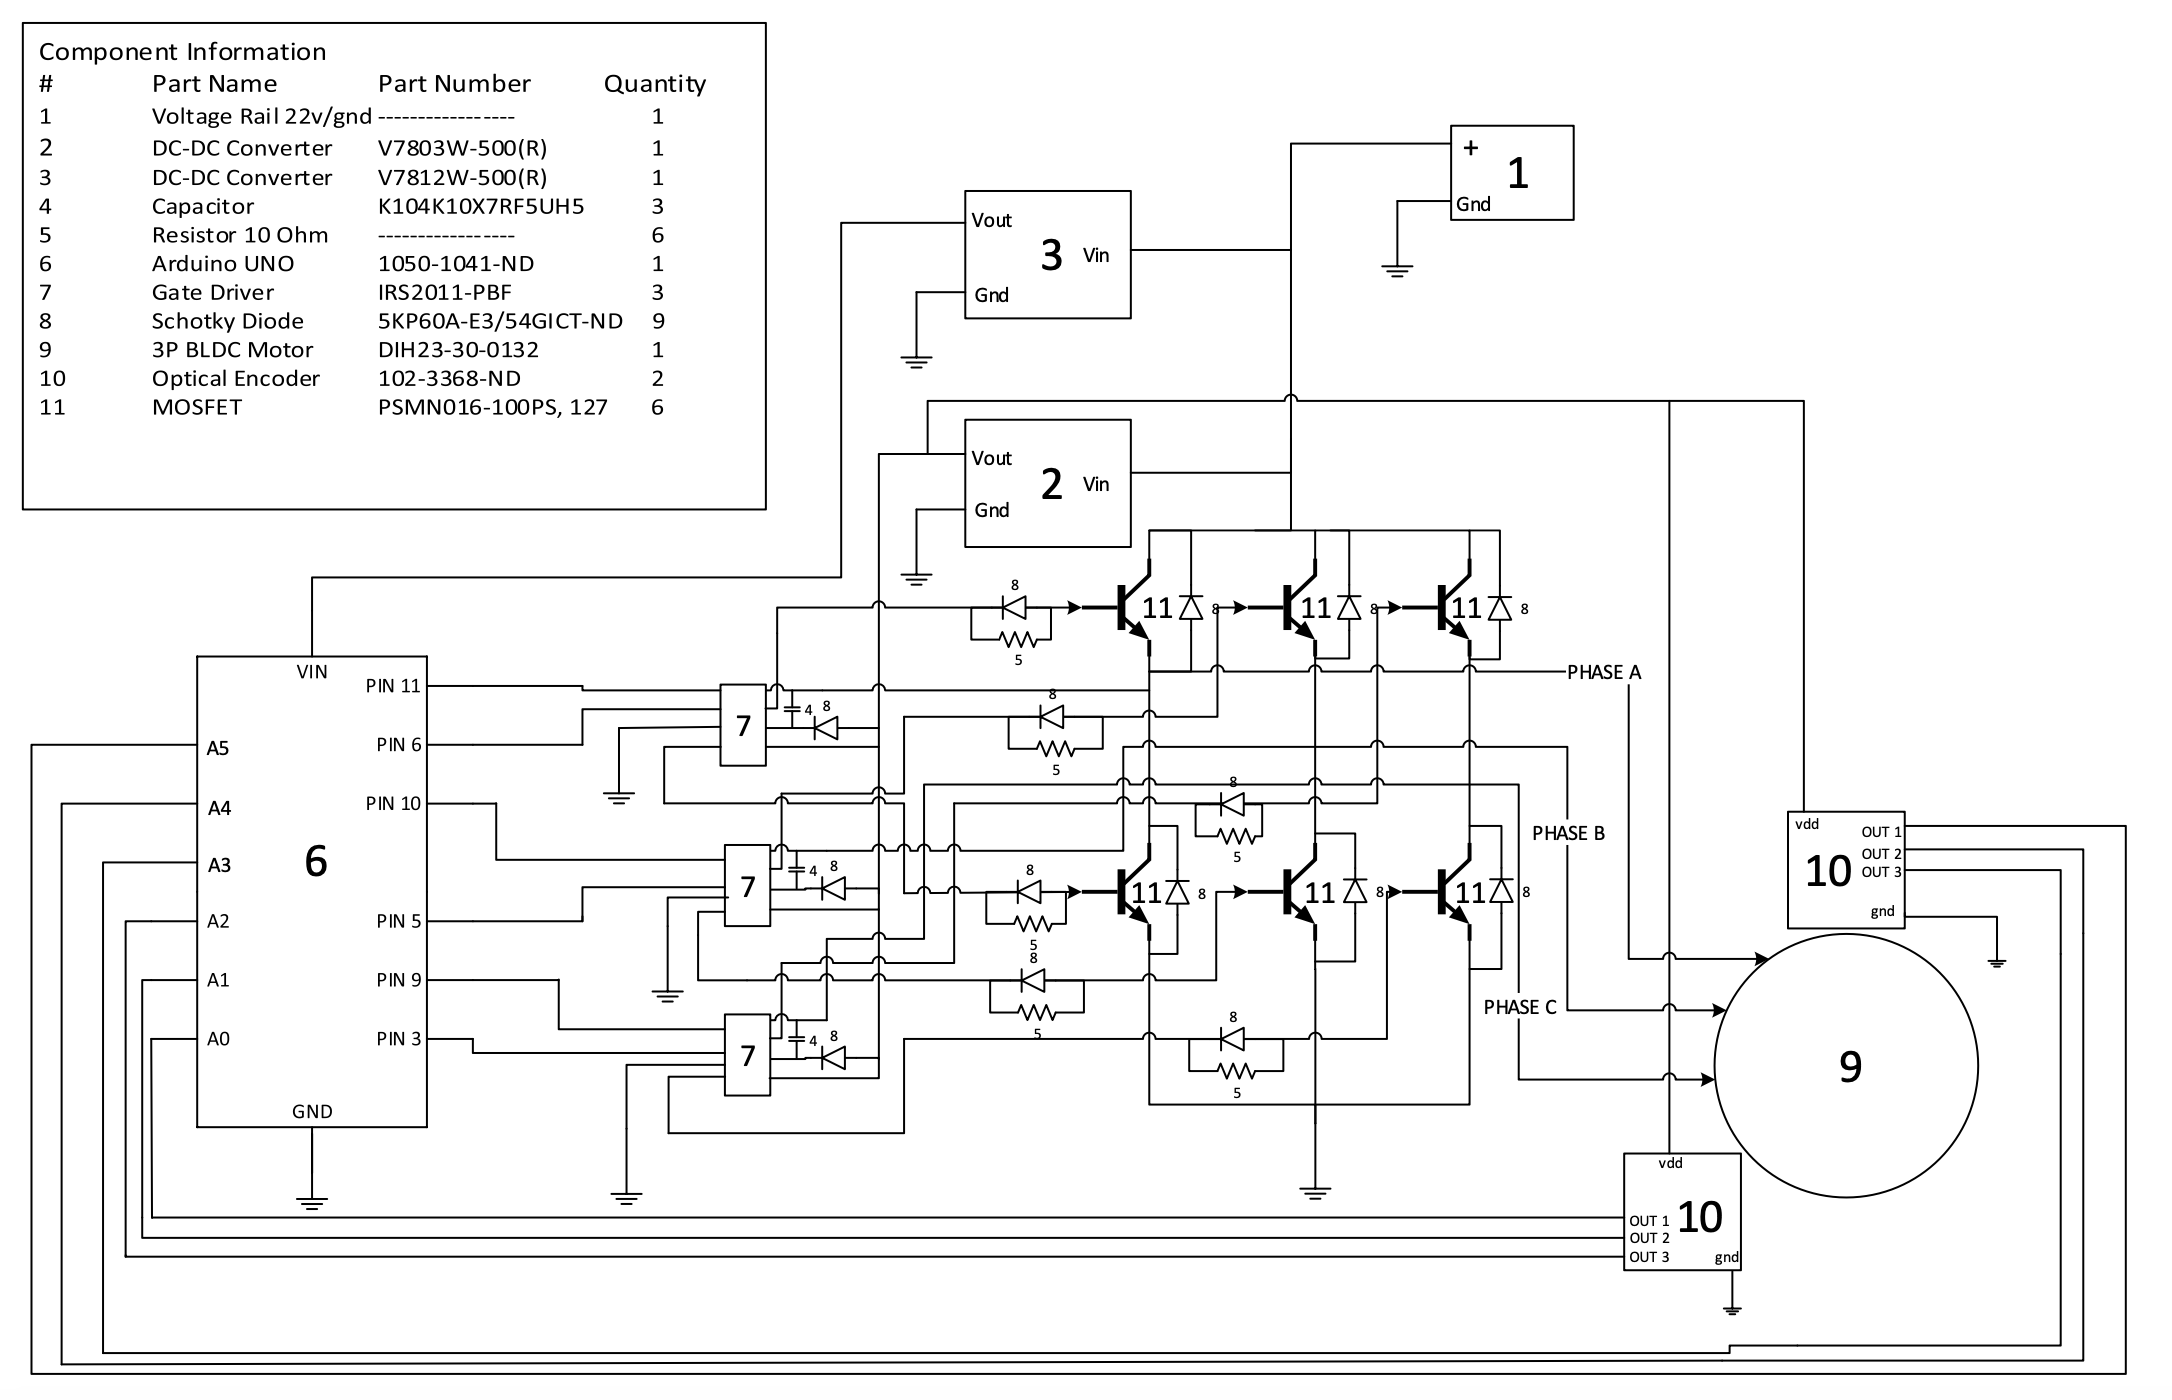 Component Information
# Part Name Part Number Quantity
1 Voltage Rail 22v/gnd ----------------- 1
2 DC-DC Converter V7803W-500(R) 1
3 DC-DC Converter V7812W-500(R) 1
4 Capacitor K104K10X7RF5UH5 3
5 Resistor 10 Ohm ----------------- 6
6 Arduino UNO 1050-1041-ND 1
7 Gate Driver IRS2011-PBF 3
8 Schotky Diode 5KP60A-E3/54GICT-ND 9
9 3P BLDC Motor DIH23-30-0132 1
10 Optical Encoder 102-3368-ND 2
11 MOSFET PSMN016-100PS, 127 6
+
1
Gnd
Vout
3
Vin
Gnd
Vout
2
Vin
Gnd
8
5
11
8
11
8
11
8
VIN
PIN 11
PIN 6
PIN 10
PIN 5
PIN 9
PIN 3
A5
A4
A3
A2
A1
A0
6
GND
7
4
8
7
4
8
7
4
8
8
5
8
5
8
5
8
5
8
5
11
8
11
8
11
8
PHASE A
PHASE B
PHASE C
vdd
OUT 1
OUT 2
OUT 3
10
gnd
9
vdd
10
OUT 1
OUT 2
OUT 3
gnd